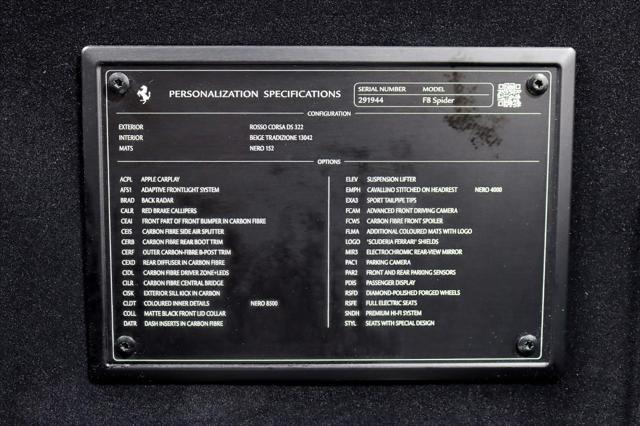 PERSONALIZATION SPECIFICATIONS
SERIAL NUMBER MODEL
291944 F8 Spider
CONFIGURATION
EXTERIOR ROSSO CORSA DS 322
INTERIOR BEIGE TRADIZIONE 13042
MATS NERO 152
OPTIONS
ACPL APPLE CARPLAY
AFS1 ADAPTIVE FRONTLIGHT SYSTEM
BRAD BACK RADAR
CALR RED BRAKE CALLIPERS
CEAI FRONT PART OF FRONT BUMPER IN CARBON FIBRE
CEIS CARBON FIBRE SIDE AIR SPLITTER
CERB CARBON FIBRE REAR BOOT TRIM
CERF OUTER CARBON-FIBRE B-POST TRIM
CEXD REAR DIFFUSER IN CARBON FIBRE
CIDL CARBON FIBRE DRIVER ZONE+LEDS
CILR CARBON FIBRE CENTRAL BRIDGE
CISK EXTERIOR SILL KICK IN CARBON
CLDT COLOURED INNER DETAILS NERO 8500
COLL MATTE BLACK FRONT LID COLLAR
DATR DASH INSERTS IN CARBON FIBRE
ELEV SUSPENSION LIFTER
EMPH CAVALLINO STITCHED ON HEADREST NERO 4000
EXA3 SPORT TAILPIPE TIPS
FCAM ADVANCED FRONT DRIVING CAMERA
FCWS CARBON FIBRE FRONT SPOILER
FLMA ADDITIONAL COLOURED MATS WITH LOGO
LOGO "SCUDERIA FERRARI" SHIELDS
MIR3 ELECTROCHROMIC REAR-VIEW MIRROR
PAC1 PARKING CAMERA
PAR2 FRONT AND REAR PARKING SENSORS
PDIS PASSENGER DISPLAY
RSFD DIAMOND-POLISHED FORGED WHEELS
RSFE FULL ELECTRIC SEATS
SNDH PREMIUM HI-FI SYSTEM
STYL SEATS WITH SPECIAL DESIGN